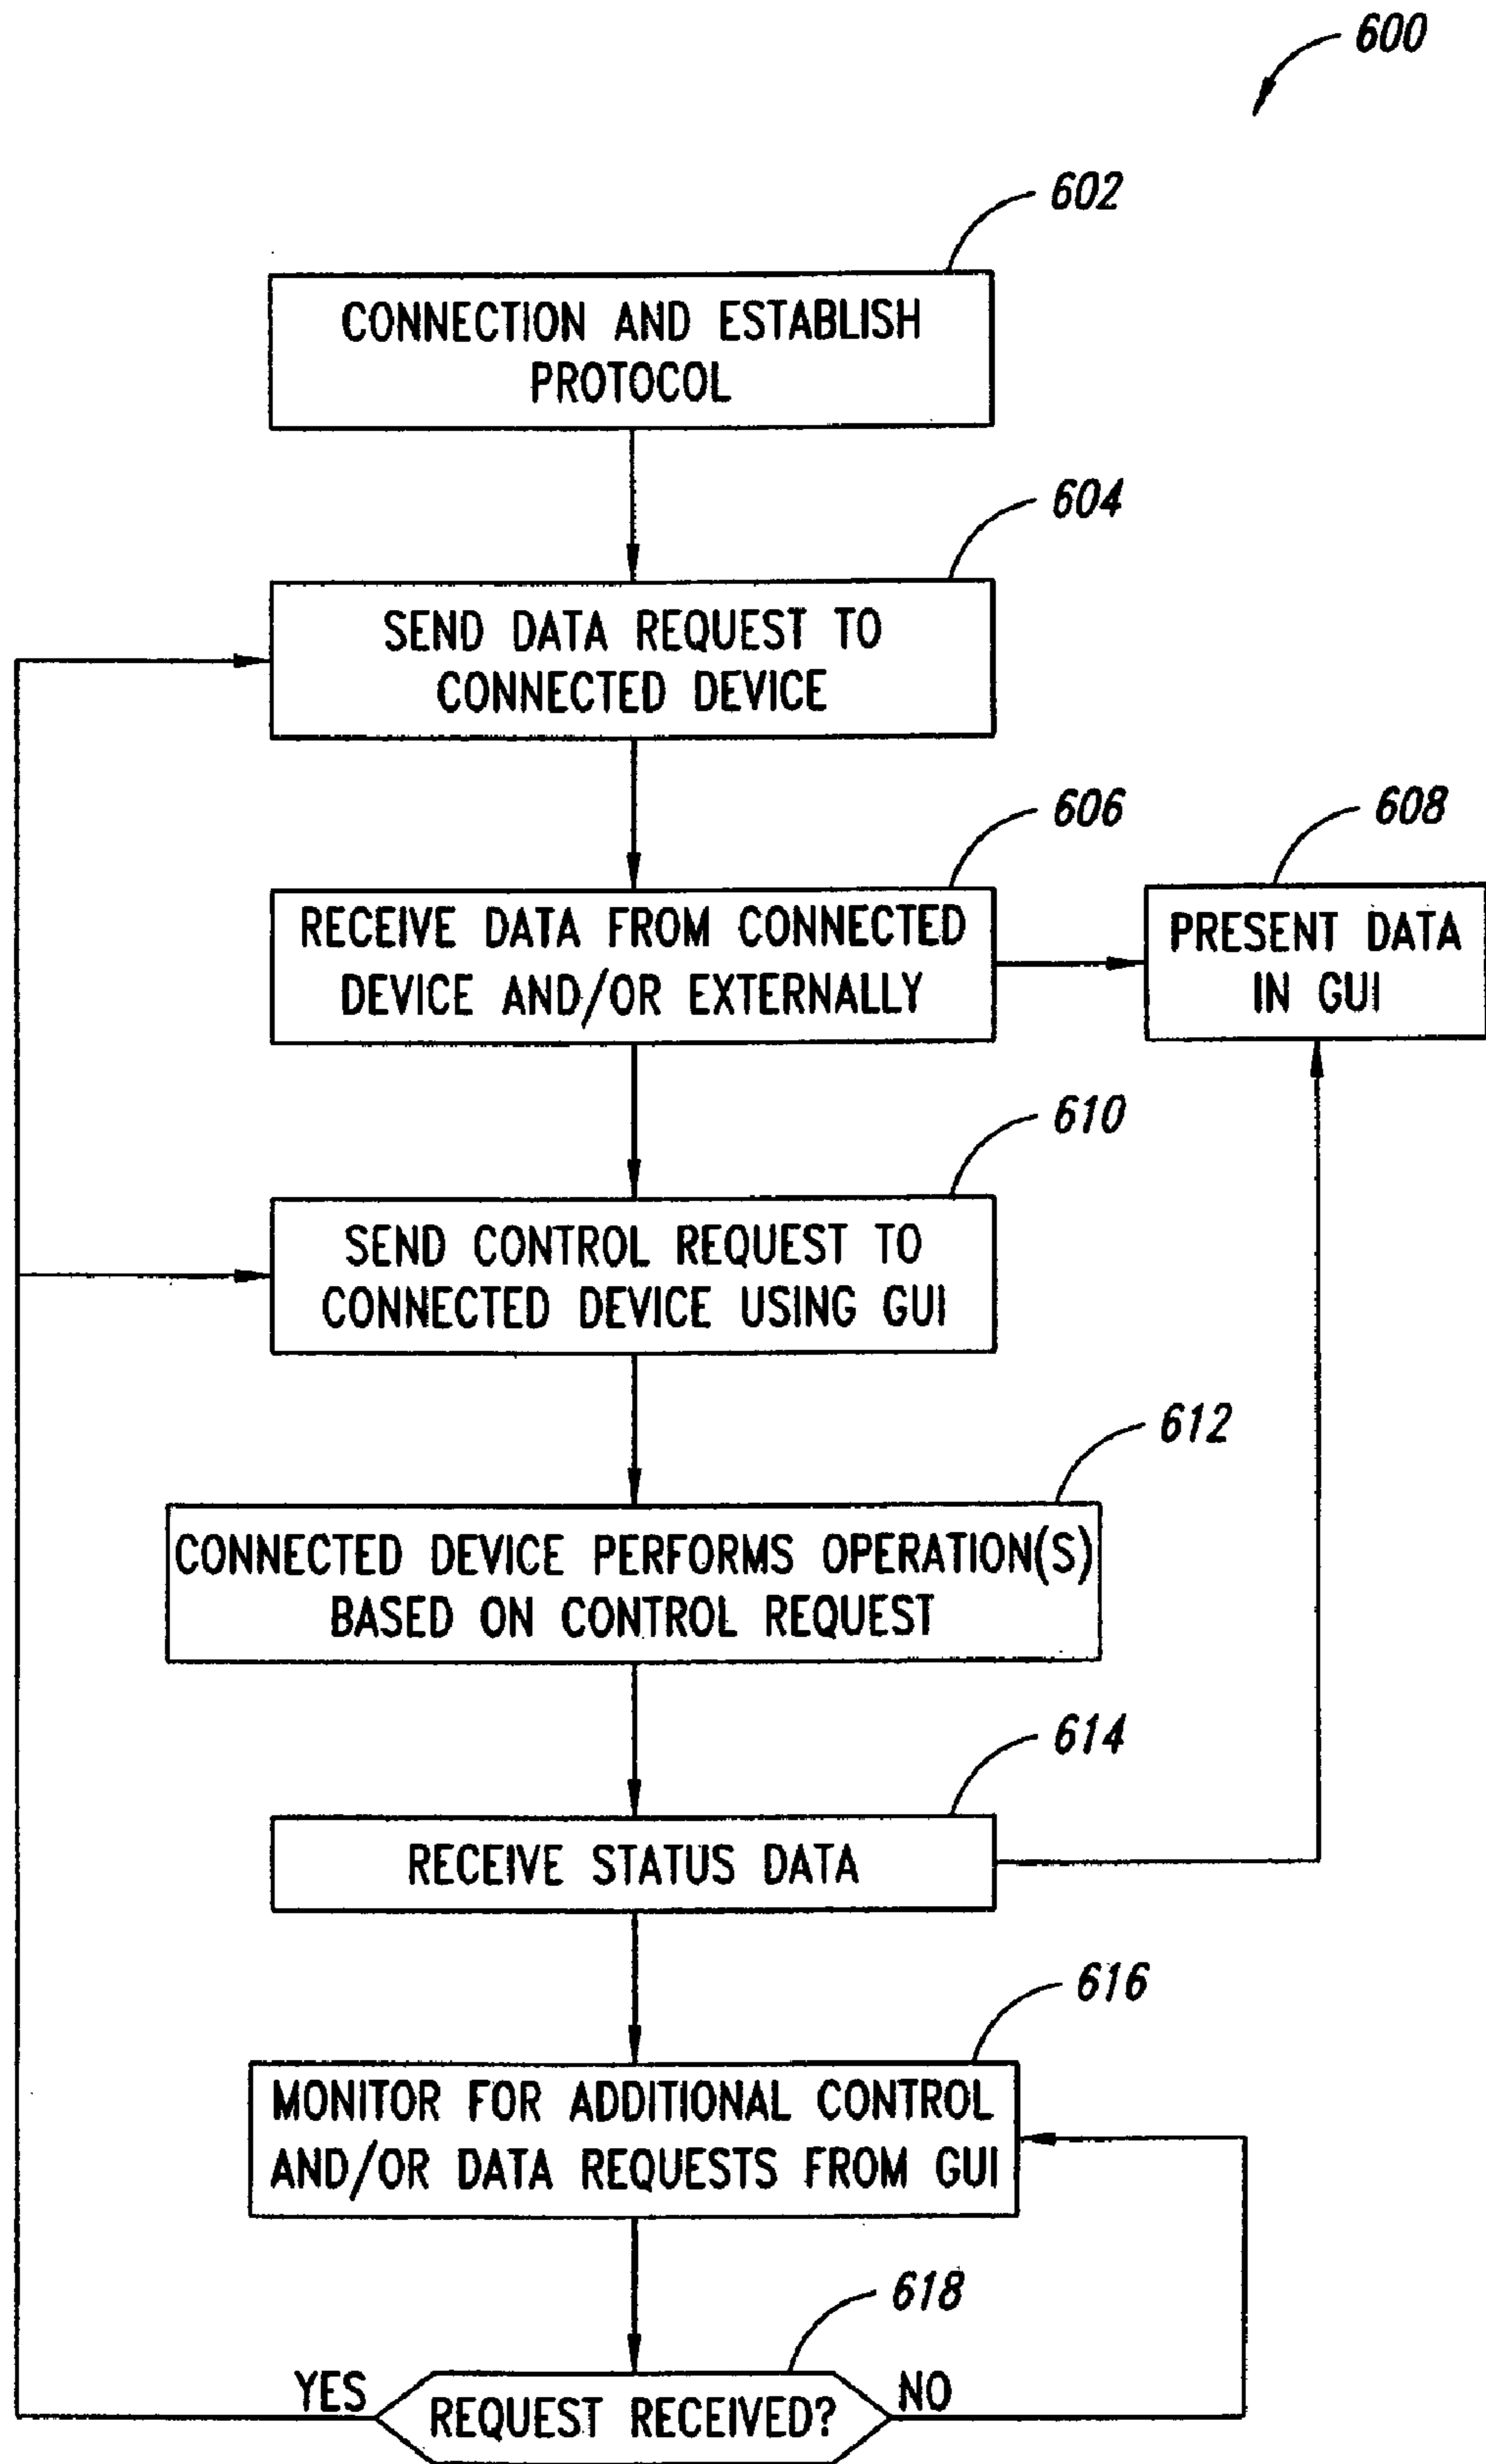 600
602
CONNECTION AND ESTABLISH
PROTOCOL
604
SEND DATA REQUEST TO
CONNECTED DEVICE
606
RECEIVE DATA FROM CONNECTED
DEVICE AND/OR EXTERNALLY
608
PRESENT DATA
IN GUI
610
SEND CONTROL REQUEST TO
CONNECTED DEVICE USING GUI
612
CONNECTED DEVICE PERFORMS OPERATION(S)
BASED ON CONTROL REQUEST
614
RECEIVE STATUS DATA
616
MONITOR FOR ADDITIONAL CONTROL
AND/OR DATA REQUESTS FROM GUI
618
YES
REQUEST RECEIVED?
NO